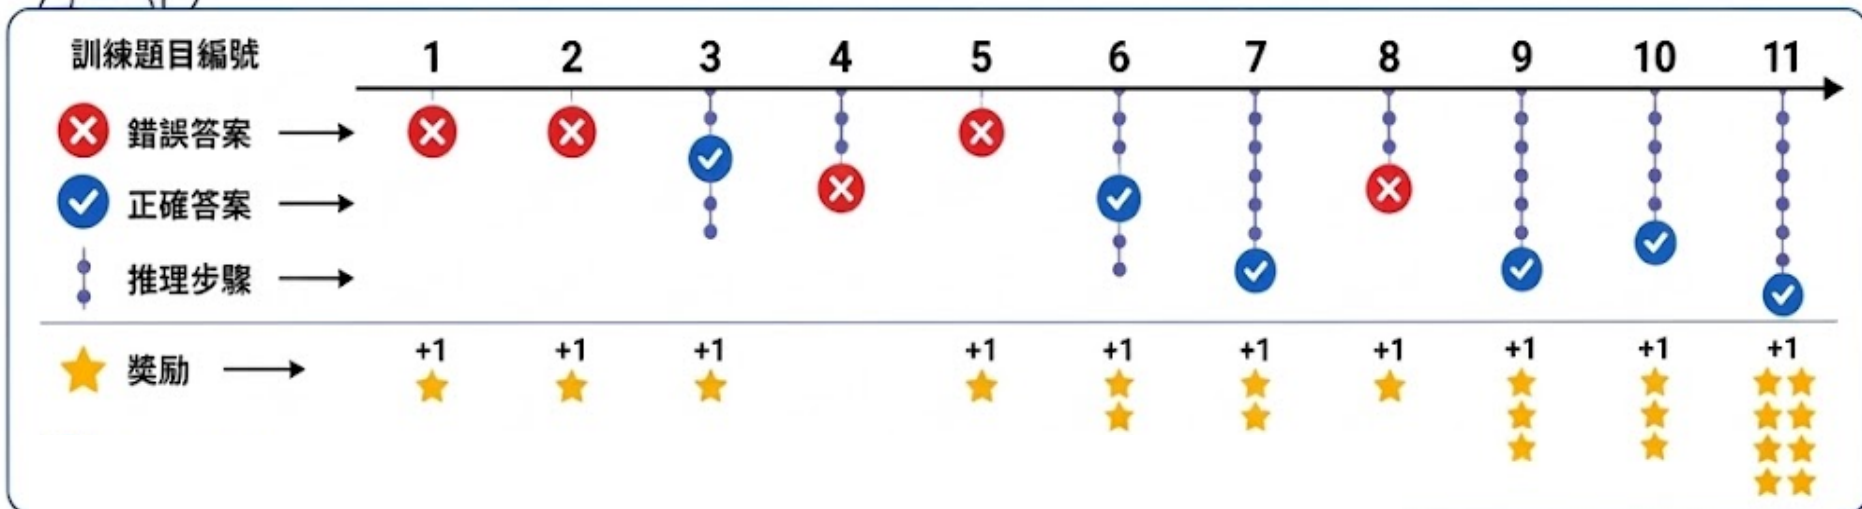 訓練題目編號 1 2 3 4 5 6 7 8 9 10 11
錯誤答案
正確答案
推理步驟
獎励 +1 +1 +1 +1 +1 +1 +1 +1 +1 +1